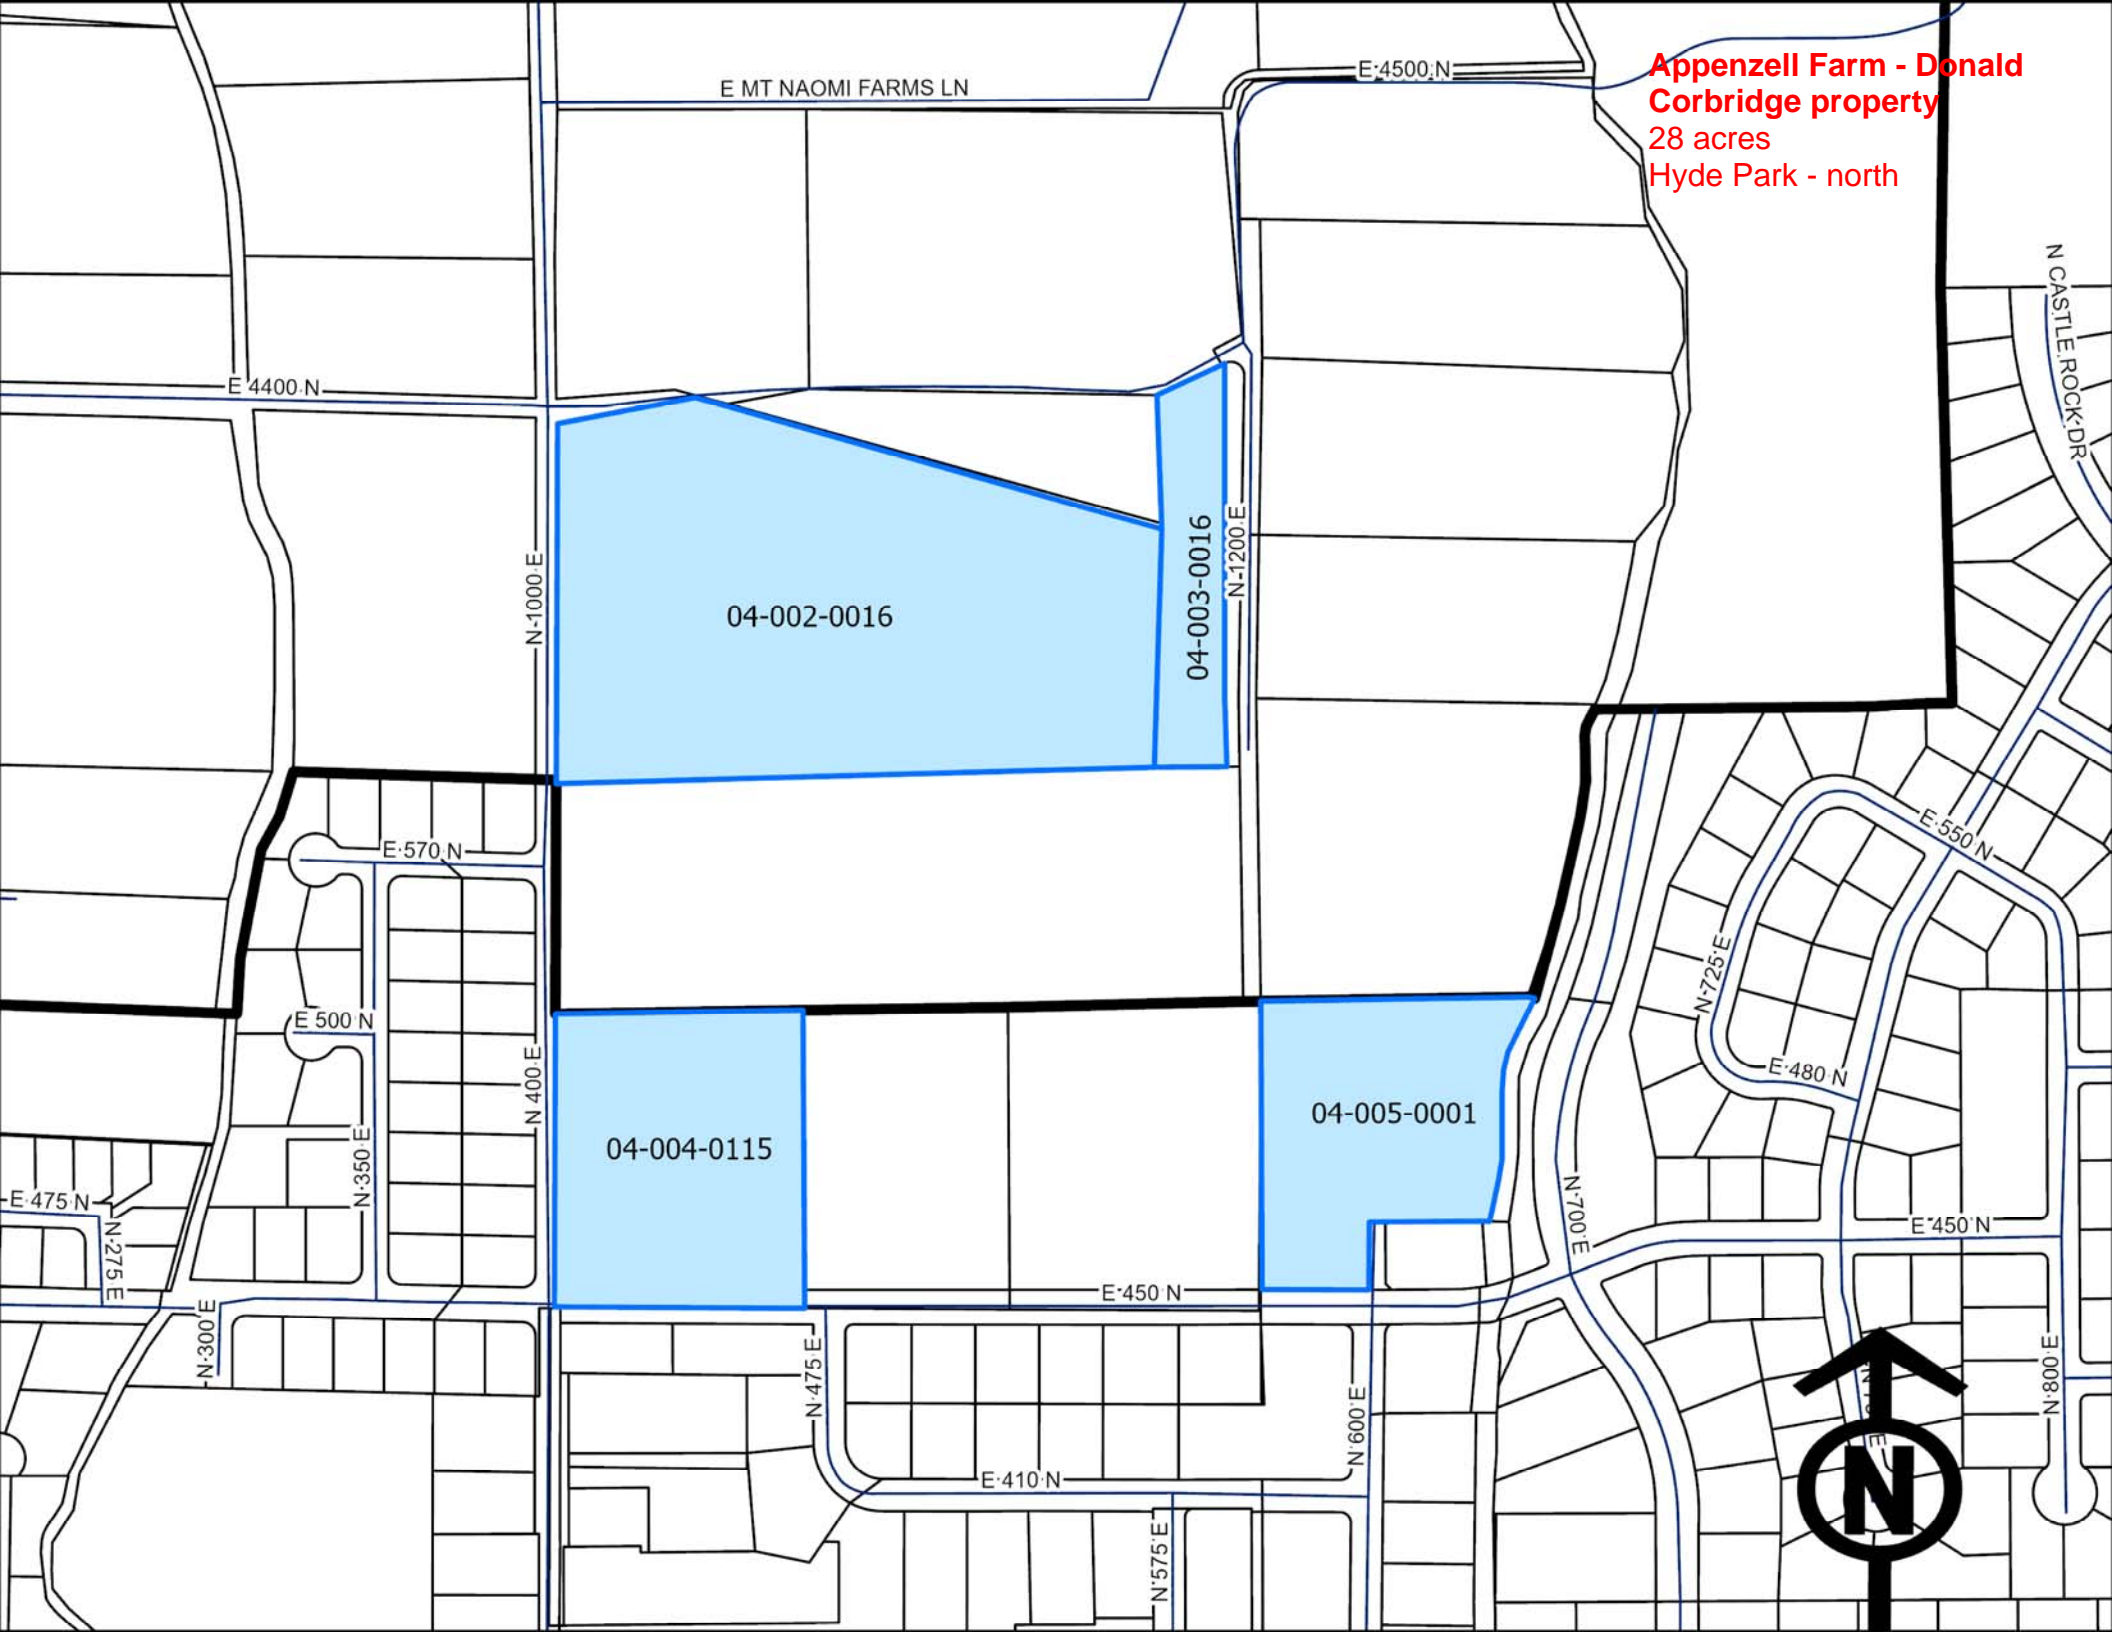 Appenzell Farm - Donald
Corbridge property
28 acres
Hyde Park - north
E 4500 N
E MT NAOMI FARMS LN
N CASTLE ROCK DR
E 4400 N
N 1000 E
04-002-0016
04-003-0016
N 1200 E
E 570 N
E 550 N
N 725 E
E 500 N
N 400 E
E 480 N
04-004-0115
04-005-0001
N 350 E
E 475 N
N 275 E
N 700 E
E 450 N
E 450 N
N 300 E
N 475 E
N 600 E
N 800 E
E 410 N
N
N 575 E